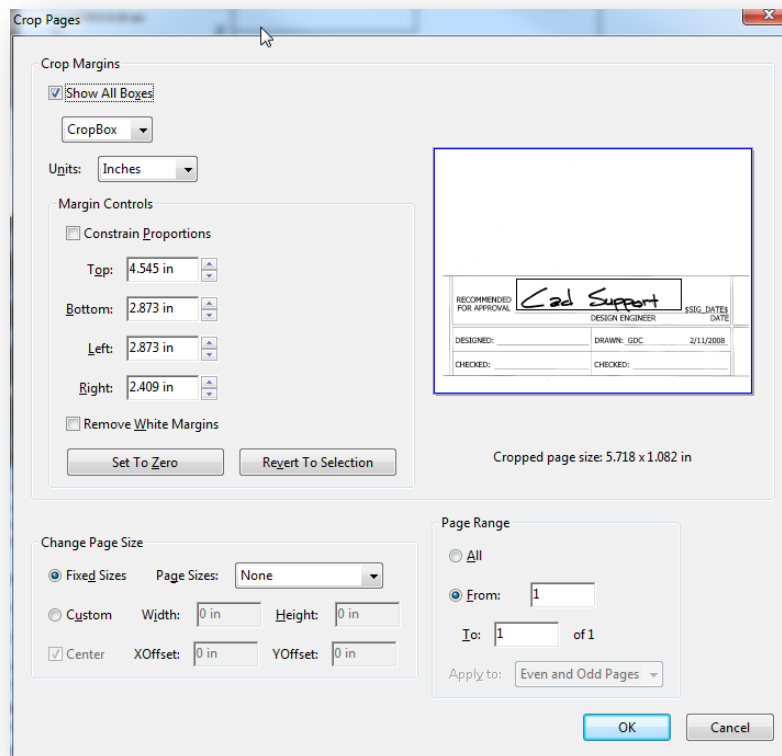 Crop Pages
Crop Margins
Show All Boxes
CropBox
Units: Inches
Margin Controls
Constrain Proportions
Top: 4.545 in
Bottom: 2.873 in
Left: 2.873 in
Right: 2.409 in
Remove White Margins
Set To Zero Revert To Selection
RECOMMENDED
FOR APPROVAL
Cad Support
$SIG_DATE$
DESIGN ENGINEER DATE
DESIGNED: DRAWN: GDC 2/11/2008
CHECKED: CHECKED:
Cropped page size: 5.718 x 1.082 in
Change Page Size
Fixed Sizes Page Sizes: None
Custom Width: 0 in Height: 0 in
Center XOffset: 0 in YOffset: 0 in
Page Range
All
From: 1
To: 1 of 1
Apply to: Even and Odd Pages
OK Cancel